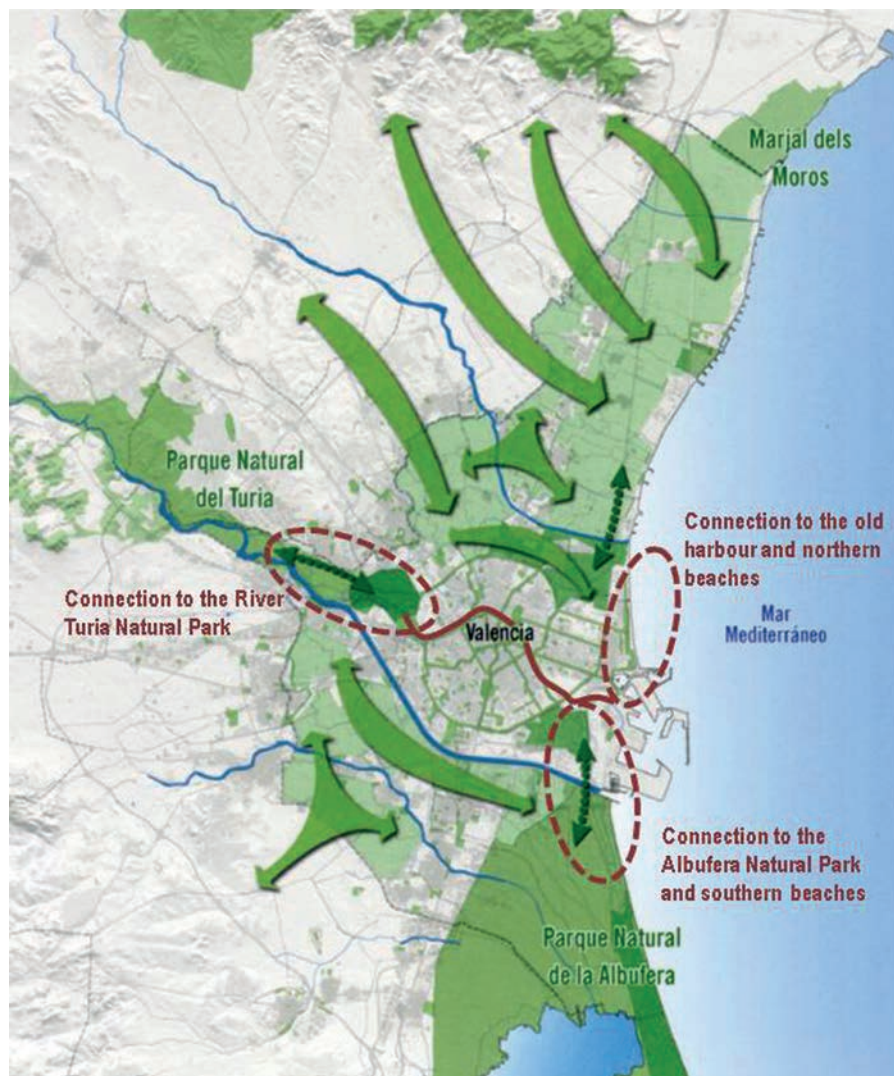 Marjal dels
Moros
Parque Natural
del Turia
Connection to the old
harbour and northern
beaches
Connection to the River
Turia Natural Park
Valencia
Mar
Mediterráneo
Connection to the
Albufera Natural Park
and southern beaches
Parque Natural
de la Albufera